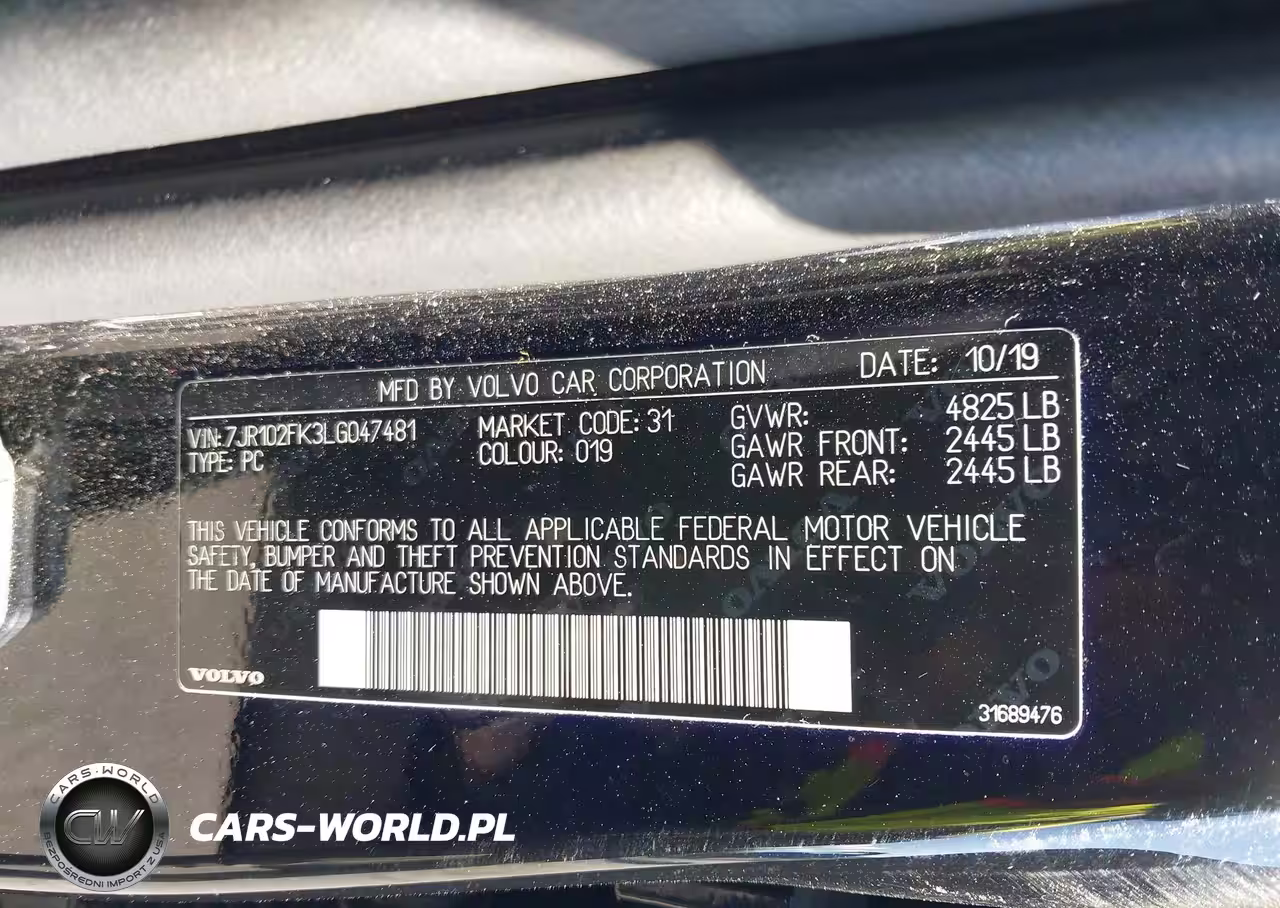 MFD BY VOLVO CAR CORPORATION DATE: 10/19
VIN: 7JR102FK3LG047481 MARKET CODE: 31 GVWR: 4825 LB
TYPE: PC COLOUR: 019 GAWR FRONT: 2445 LB
GAWR REAR: 2445 LB
THIS VEHICLE CONFORMS TO ALL APPLICABLE FEDERAL MOTOR VEHICLE
SAFETY, BUMPER AND THEFT PREVENTION STANDARDS IN EFFECT ON
THE DATE OF MANUFACTURE SHOWN ABOVE.
VOLVO
31689476
CARS-WORLD
CW
BEZPOŚREDNI IMPORT Z USA
CARS-WORLD.PL